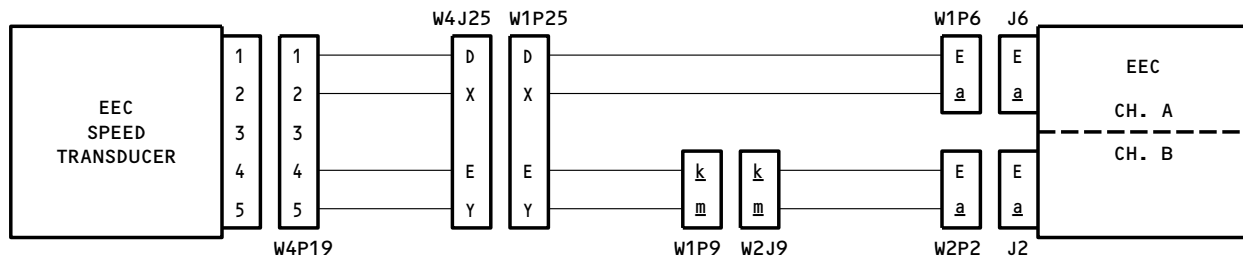 W4J25 W1P25 W1P6 J6
1 1 D D E E EEC
2 2 X X a a
EEC CH. A
SPEED 3 3
TRANSDUCER CH. B
4 4 E E k k E E
5 5 Y Y m m a a
W4P19 W1P9 W2J9 W2P2 J2